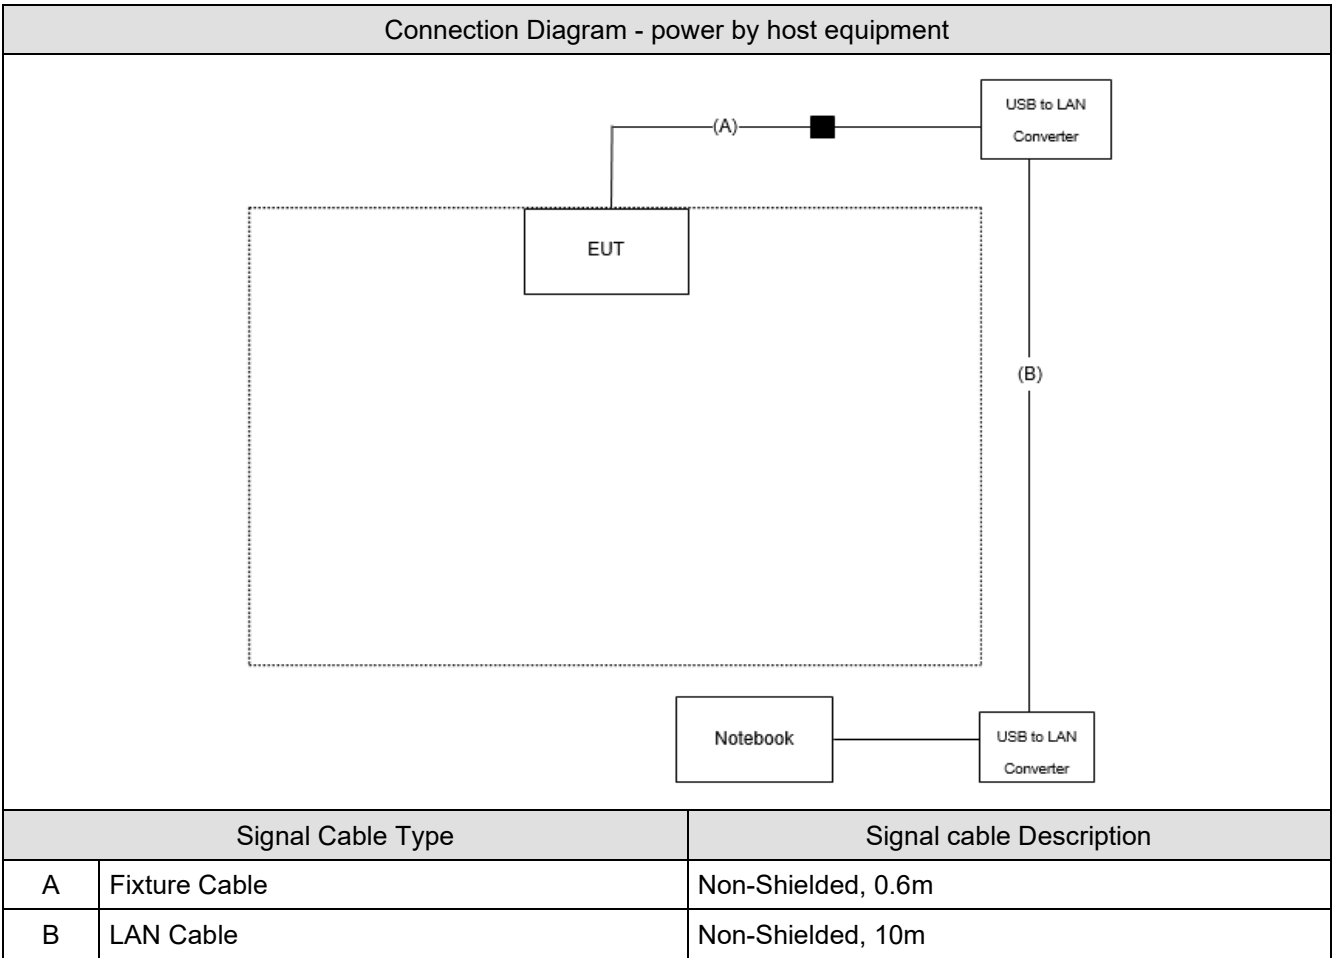 Connection Diagram - power by host equipment
USB to LAN
Converter
(A)
EUT
(B)
Notebook
USB to LAN
Converter
Signal Cable Type
Signal cable Description
A
Fixture Cable
Non-Shielded, 0.6m
B
LAN Cable
Non-Shielded, 10m